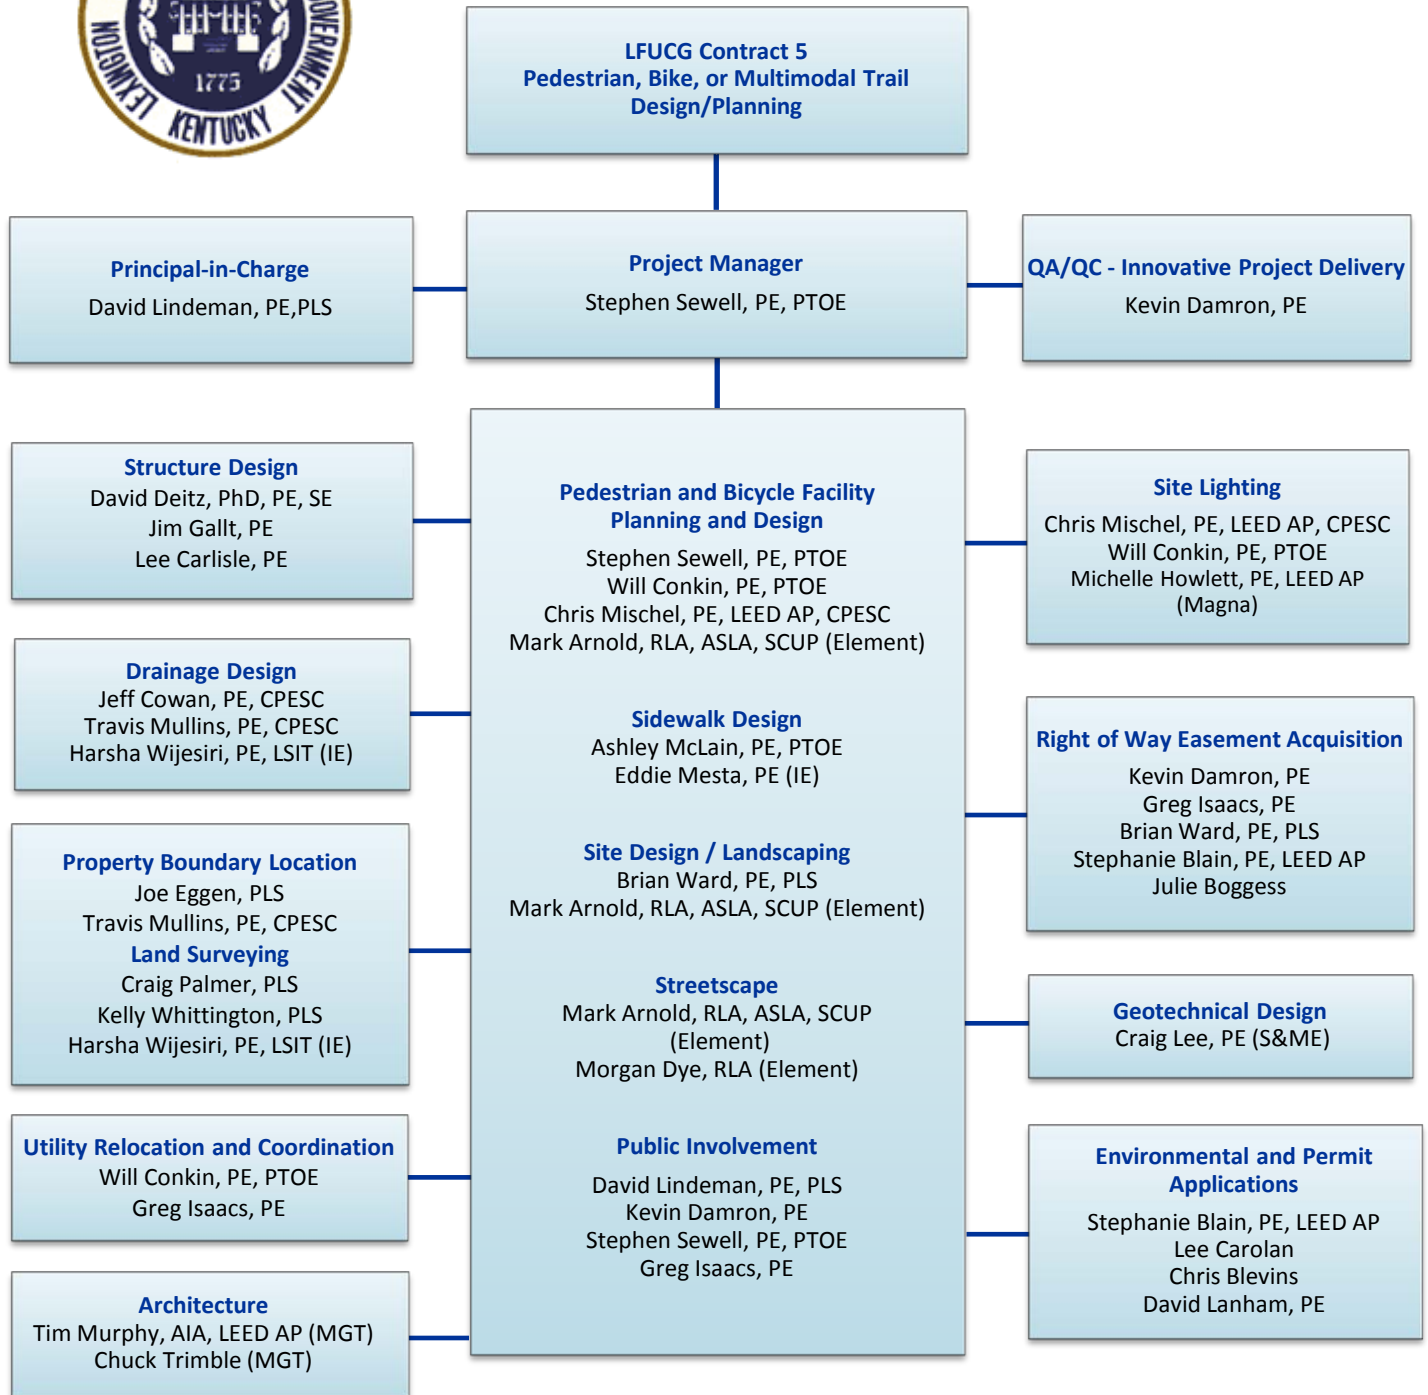 OVERNMENT
LEXINGTON
1775
KENTUCKY
LFUCG Contract 5
Pedestrian, Bike, or Multimodal Trail
Design/Planning
Principal-in-Charge
David Lindeman, PE,PLS
Project Manager
Stephen Sewell, PE, PTOE
QA/QC - Innovative Project Delivery
Kevin Damron, PE
Structure Design
David Deitz, PhD, PE, SE
Jim Gallt, PE
Lee Carlisle, PE
Drainage Design
Jeff Cowan, PE, CPESC
Travis Mullins, PE, CPESC
Harsha Wijesiri, PE, LSIT (IE)
Property Boundary Location
Joe Eggen, PLS
Travis Mullins, PE, CPESC
Land Surveying
Craig Palmer, PLS
Kelly Whittington, PLS
Harsha Wijesiri, PE, LSIT (IE)
Utility Relocation and Coordination
Will Conkin, PE, PTOE
Greg Isaacs, PE
Architecture
Tim Murphy, AIA, LEED AP (MGT)
Chuck Trimble (MGT)
Pedestrian and Bicycle Facility
Planning and Design
Stephen Sewell, PE, PTOE
Will Conkin, PE, PTOE
Chris Mischel, PE, LEED AP, CPESC
Mark Arnold, RLA, ASLA, SCUP (Element)
Sidewalk Design
Ashley McLain, PE, PTOE
Eddie Mesta, PE (IE)
Site Design / Landscaping
Brian Ward, PE, PLS
Mark Arnold, RLA, ASLA, SCUP (Element)
Streetscape
Mark Arnold, RLA, ASLA, SCUP
(Element)
Morgan Dye, RLA (Element)
Public Involvement
David Lindeman, PE, PLS
Kevin Damron, PE
Stephen Sewell, PE, PTOE
Greg Isaacs, PE
Site Lighting
Chris Mischel, PE, LEED AP, CPESC
Will Conkin, PE, PTOE
Michelle Howlett, PE, LEED AP
(Magna)
Right of Way Easement Acquisition
Kevin Damron, PE
Greg Isaacs, PE
Brian Ward, PE, PLS
Stephanie Blain, PE, LEED AP
Julie Boggess
Geotechnical Design
Craig Lee, PE (S&ME)
Environmental and Permit
Applications
Stephanie Blain, PE, LEED AP
Lee Carolan
Chris Blevins
David Lanham, PE